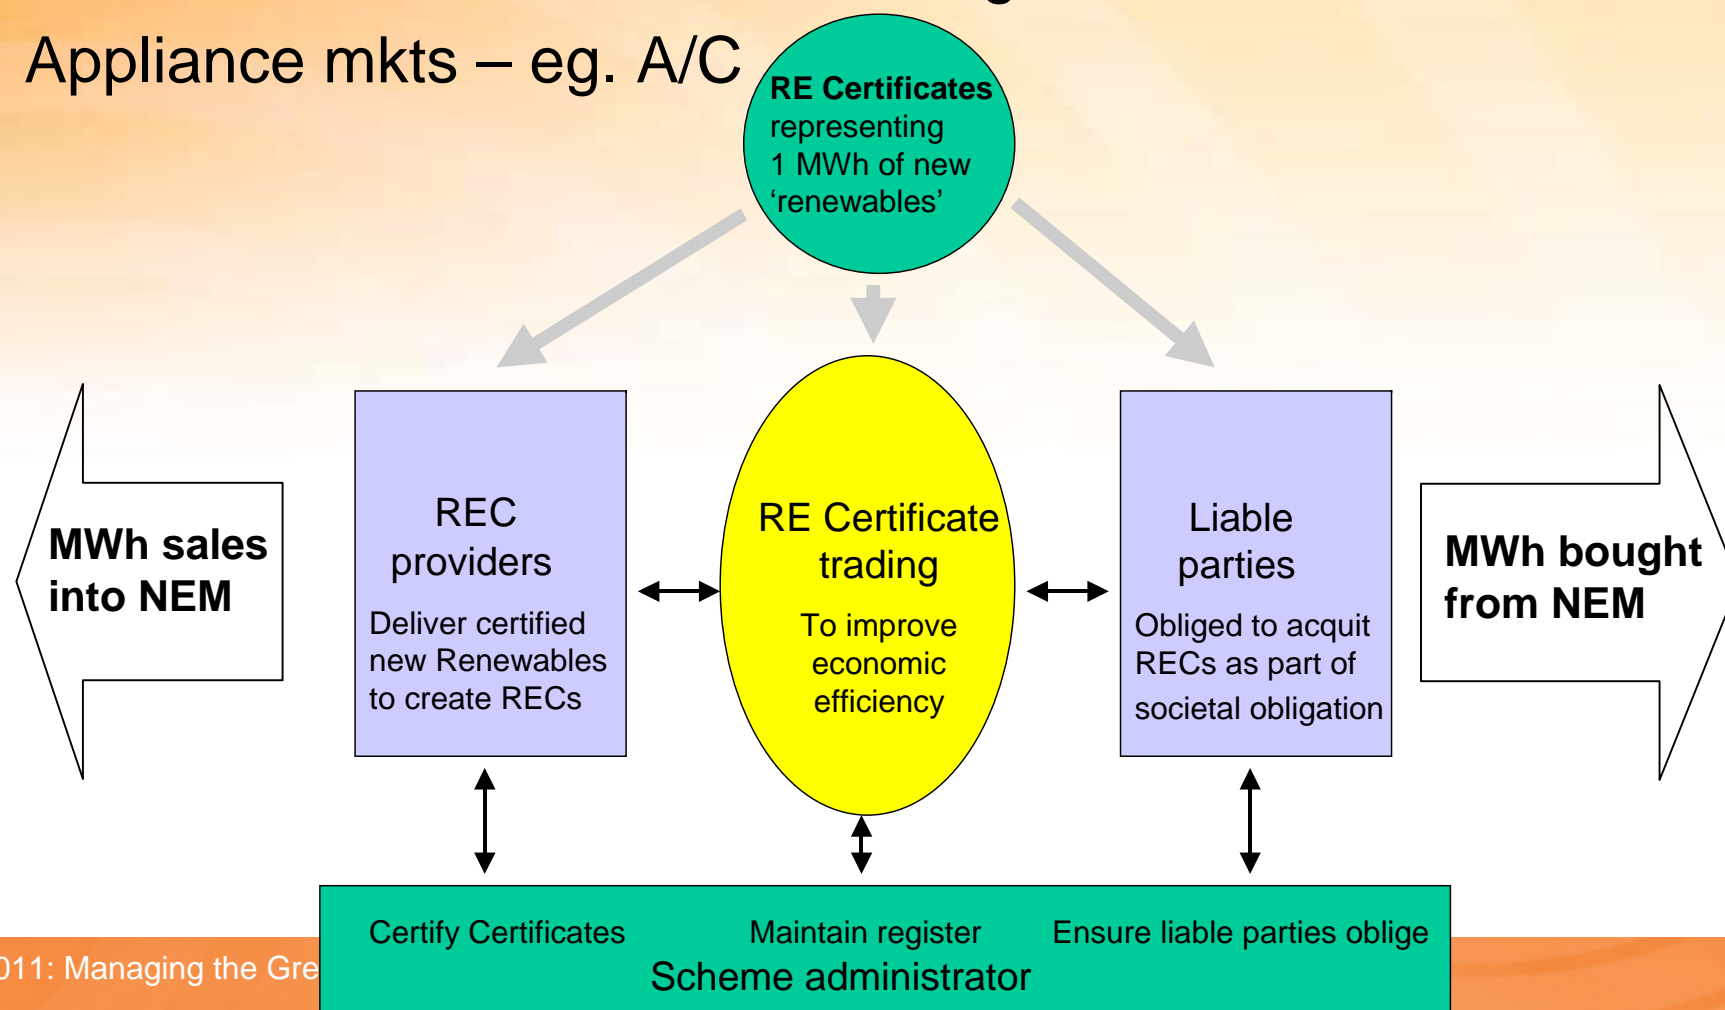 Appliance mkts – eg. A/C
RE Certificates
representing
1 MWh of new
‘renewables’
MWh sales
into NEM
REC
providers
Deliver certified
new Renewables
to create RECs
RE Certificate
trading
To improve
economic
efficiency
Liable
parties
Obliged to acquit
RECs as part of
societal obligation
MWh bought
from NEM
Certify Certificates
Maintain register
Ensure liable parties oblige
Scheme administrator
011: Managing the Gre